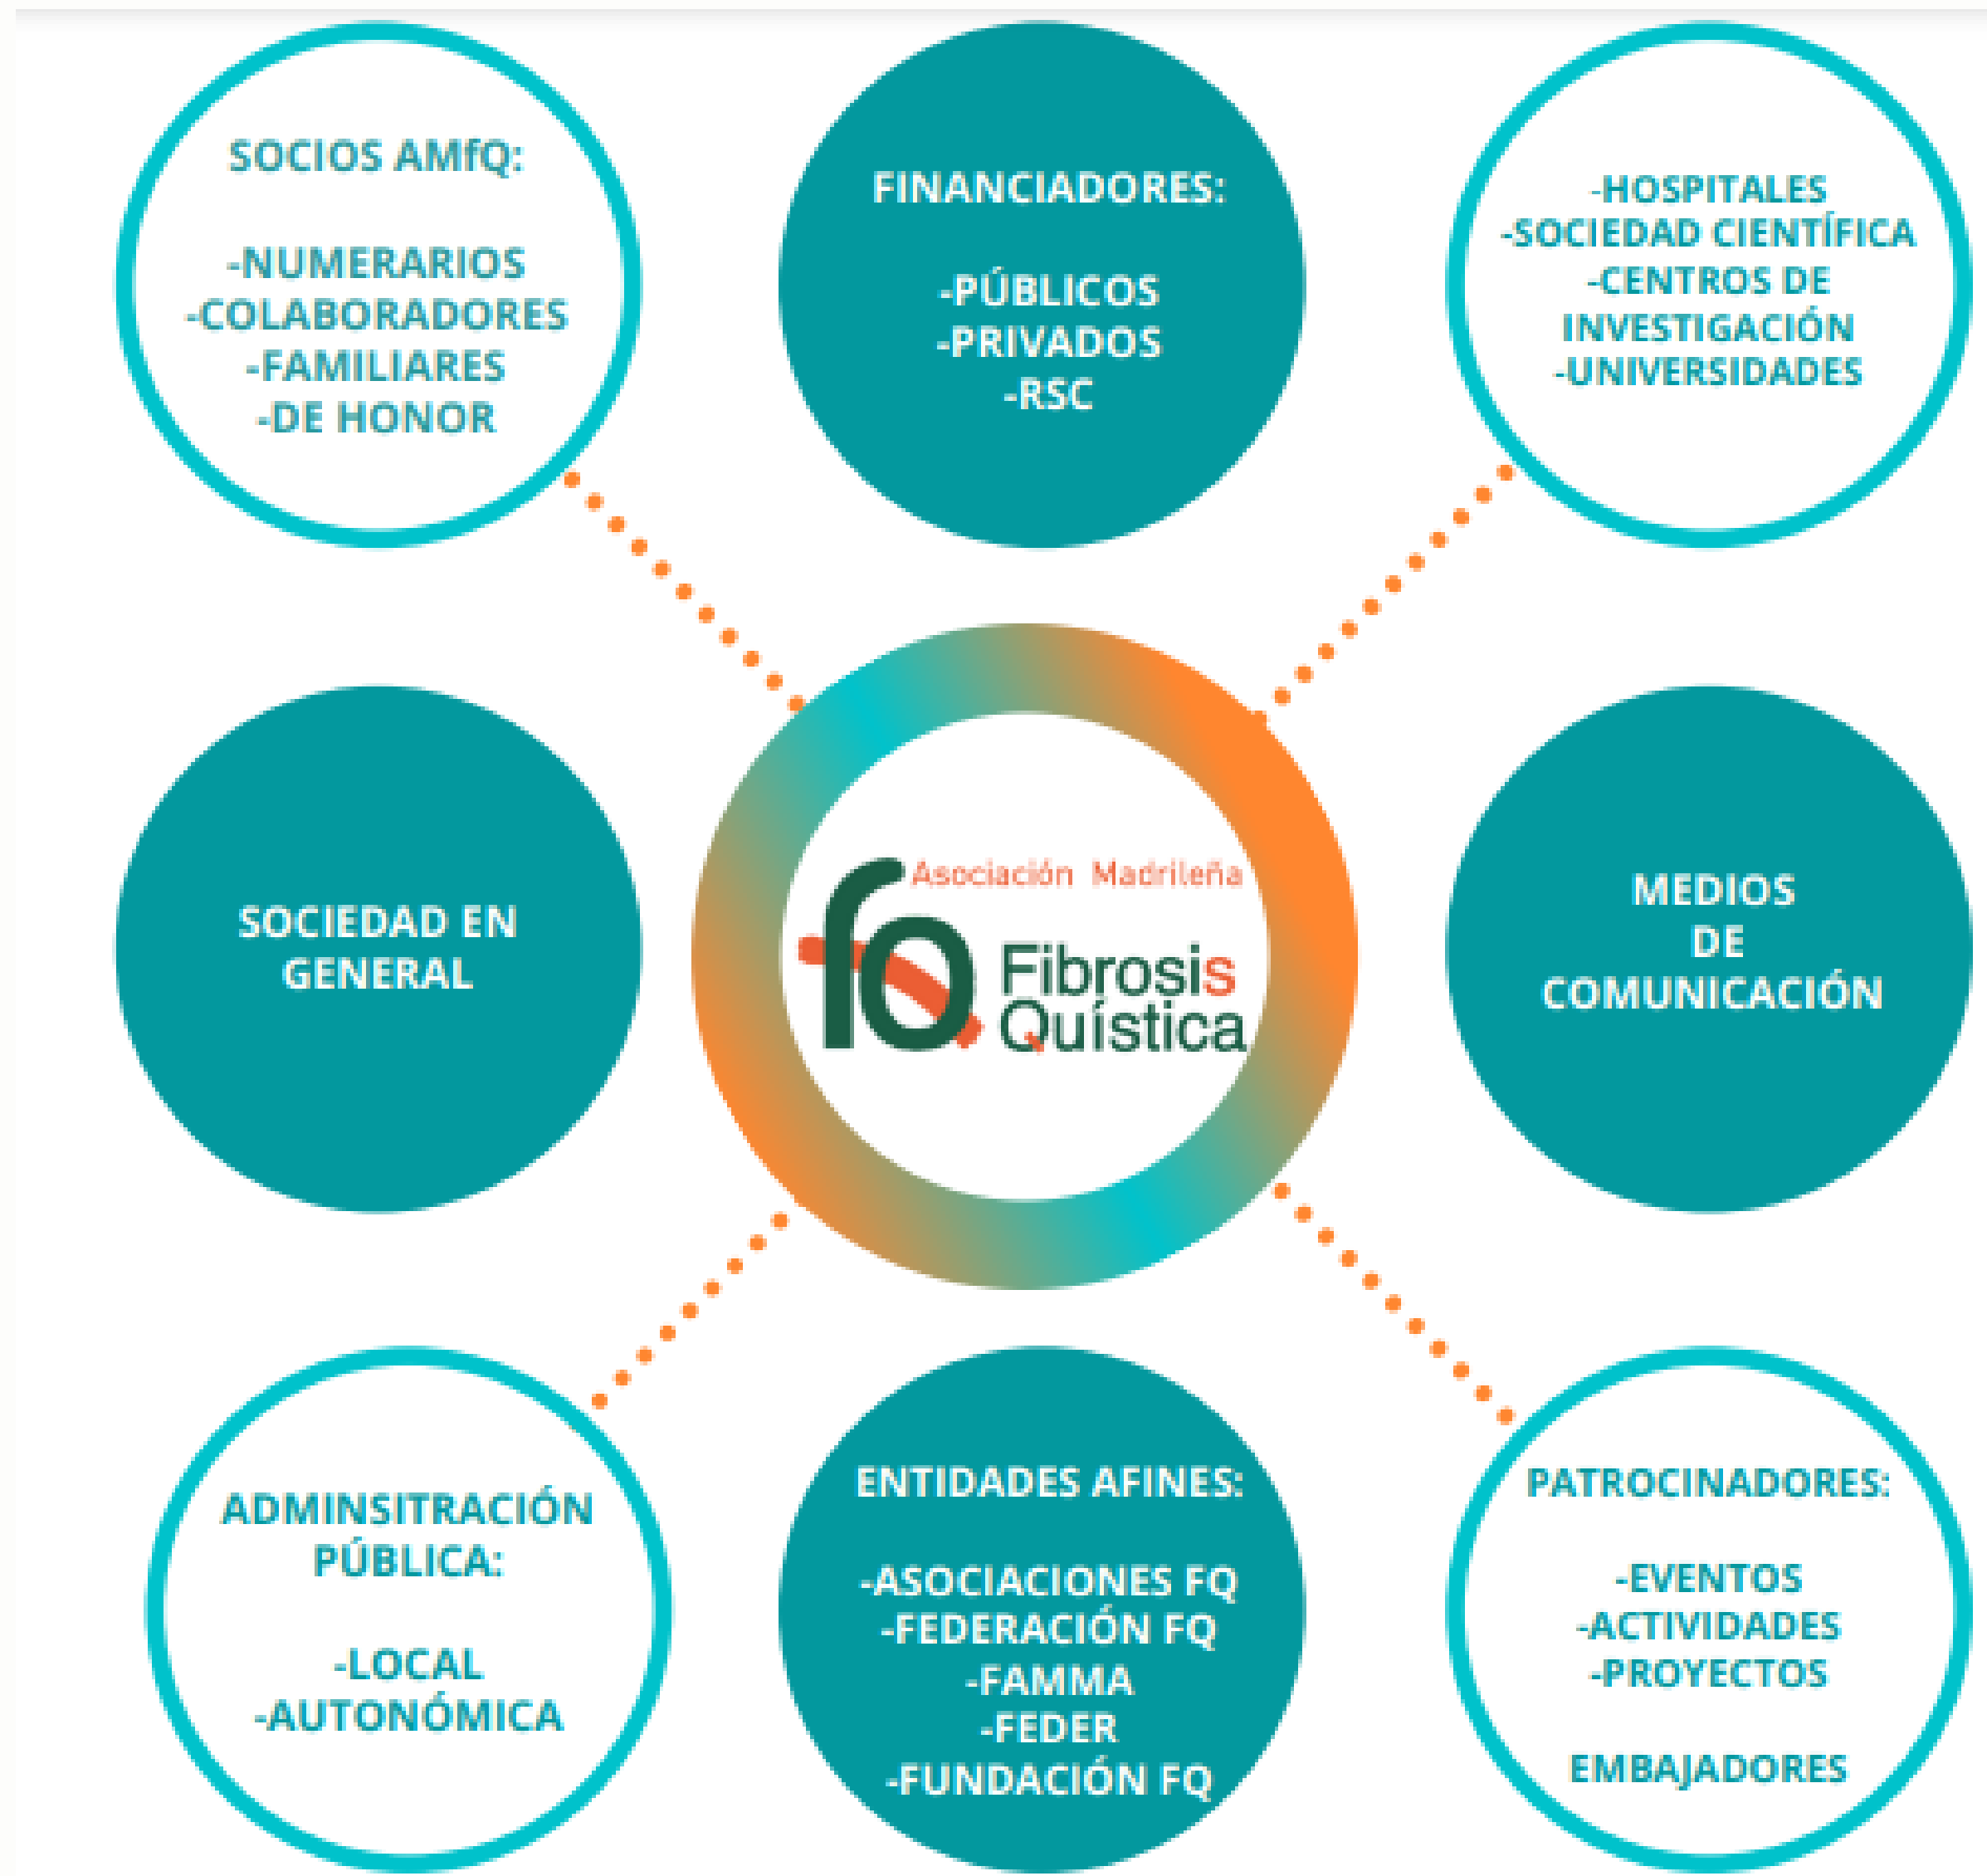 SOCIOS AMfQ:
-NUMERARIOS
-COLABORADORES
-FAMILIARES
-DE HONOR
FINANCIADORES:
-PÚBLICOS
-PRIVADOS
-RSC
-HOSPITALES
-SOCIEDAD CIENTÍFICA
-CENTROS DE
INVESTIGACIÓN
-UNIVERSIDADES
SOCIEDAD EN
GENERAL
Asociación Madrileña
fQ
Fibrosis
Quística
MEDIOS
DE
COMUNICACIÓN
ADMINSITRACIÓN
PÚBLICA:
-LOCAL
-AUTONÓMICA
ENTIDADES AFINES:
-ASOCIACIONES FQ
-FEDERACIÓN FQ
-FAMMA
-FEDER
-FUNDACIÓN FQ
PATROCINADORES:
-EVENTOS
-ACTIVIDADES
-PROYECTOS
EMBAJADORES